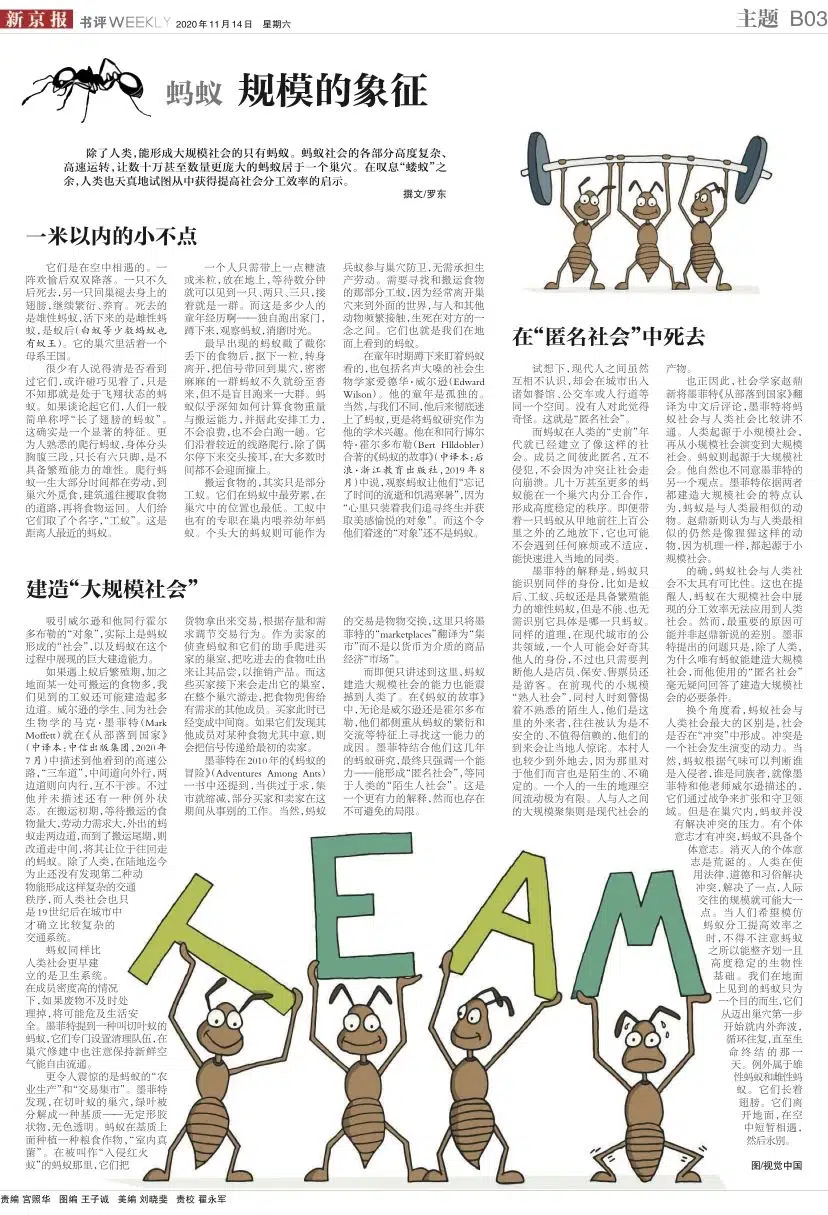 新京报 书评WEEKLY 2020年11月14日 星期六
主题 B03
蚂蚁 规模的象征
除了人类,能形成大规模社会的只有蚂蚁。蚂蚁社会的各部分高度复杂、
高速运转,让数十万甚至数量更庞大的蚂蚁居于一个巢穴。在叹息“蝼蚁”之
余,人类也天真地试图从中获得提高社会分工效率的启示。
撰文/罗东
一米以内的小不点
它们是在空中相遇的。一
阵欢愉后双双降落。一只不久
后死去,另一只回巢褪去身上的
翅膀,继续繁衍、养育。死去的
是雄性蚂蚁,活下来的是雌性蚂
蚁,是蚁后(白蚁等少数蚂蚁也
有蚁王)。它的巢穴里活着一个
母系王国。
很少有人说得清是否看到
过它们,或许碰巧见着了,只是
不知那就是处于飞翔状态的蚂
蚁。如果谈论起它们,人们一般
简单称呼“长了翅膀的蚂蚁”。
这确实是一个显著的特征。更
为人熟悉的爬行蚂蚁,身体分头
胸腹三段,只长有六只脚,是不
具备繁殖能力的雄性。爬行蚂
蚁一生大部分时间都在劳动,到
巢穴外觅食,建筑通往攫取食物
的道路,再将食物运回。人们给
它们取了个名字,“工蚁”。这是
距离人最近的蚂蚁。
一个人只需带上一点糖渣
或米粒,放在地上,等待数分钟
就可以见到一只、两只、三只,接
着就是一群。而这是多少人的
童年经历啊——独自跑出家门,
蹲下来,观察蚂蚁,消磨时光。
最早出现的蚂蚁戳了戳你
丢下的食物后,抠下一粒,转身
离开,把信号带回到巢穴,密密
麻麻的一群蚂蚁不久就纷至沓
来,但不是盲目跑来一大群。蚂
蚁似乎深知如何计算食物重量
与搬运能力,并据此安排工力,
不会浪费,也不会白跑一趟。它
们沿着较近的线路爬行,除了偶
尔停下来交头接耳,在大多数时
间都不会迎面撞上。
搬运食物的,其实只是部分
工蚁。它们在蚂蚁中最劳累,在
巢穴中的位置也最低。工蚁中
也有的专职在巢内喂养幼年蚂
蚁。个头大的蚂蚁则可能作为
兵蚁参与巢穴防卫,无需承担生
产劳动。需要寻找和搬运食物
的那部分工蚁,因为经常离开巢
穴来到外面的世界,与人和其他
动物频繁接触,生死在对方的一
念之间。它们也就是我们在地
面上看到的蚂蚁。
在童年时期蹲下来盯着蚂蚁
看的,也包括名声大噪的社会生
物学家爱德华·威尔逊(Edward
Wilson)。他的童年是孤独的。
当然,与我们不同,他后来彻底迷
上了蚂蚁,更是将蚂蚁研究作为
他的学术兴趣。他在和同行博尔
特·霍尔多布勒(Bert Hlldobler)
合著的《蚂蚁的故事》(中译本:后
浪·浙江教育出版社,2019年8
月)中说,观察蚂蚁让他们“忘记
了时间的流逝和饥渴寒暑”,因为
“心里只装着我们追寻终生并获
取美感愉悦的对象”。而这个令
他们着迷的“对象”还不是蚂蚁。
建造“大规模社会”
吸引威尔逊和他同行霍尔
多布勒的“对象”,实际上是蚂蚁
形成的“社会”,以及蚂蚁在这个
过程中展现的巨大建造能力。
如果遇上蚁后繁殖期,加之
地面某一处可搬运的食物多,我
们见到的工蚁还可能建造起多
边道。威尔逊的学生、同为社会
生物学的马克·墨菲特(Mark
Moffett)就在《从部落到国家》
(中译本:中信出版集团,2020年
7月)中描述到他看到的高速公
路,“三车道”,中间道向外行,两
边道则向内行,互不干涉。不过
他并未描述还有一种例外状
态。在搬运初期,等待搬运的食
物量大,劳动力需求大,外出的蚂
蚁走两边道,而到了搬运尾期,则
改道走中间,将其让位于往回走
的蚂蚁。除了人类,在陆地迄今
为止还没有发现第二种动
物能形成这样复杂的交通
秩序,而人类社会也只
是19世纪后在城市中
才确立比较复杂的
交通系统。
蚂蚁同样比
人类社会更早建
立的是卫生系统。
在成员密度高的情况
下,如果废物不及时处
理掉,将可能危及生活安
全。墨菲特提到一种叫切叶蚁的
蚂蚁,它们专门设置清理队伍,在
巢穴修建中也注意保持新鲜空
气能自由流通。
更令人震惊的是蚂蚁的“农
业生产”和“交易集市”。墨菲特
发现,在切叶蚁的巢穴,绿叶被
分解成一种基质——无定形胶
状物,无色透明。蚂蚁在基质上
面种植一种粮食作物,“室内真
菌”。在被叫作“入侵红火
蚁”的蚂蚁那里,它们把
货物拿出来交易,根据存量和需
求调节交易行为。作为卖家的
侦查蚂蚁和它们的助手爬进买
家的巢室,把吃进去的食物吐出
来让其品尝,以推销产品。而这
些买家接下来会走出它的巢室,
在整个巢穴游走,把食物兜售给
有需求的其他成员。买家此时已
经变成中间商。如果它们发现其
他成员对某种食物尤其中意,则
会把信号传递给最初的卖家。
墨菲特在2010年的《蚂蚁的
冒险》(Adventures Among Ants)
一书中还提到,当供过于求,集
市就缩减,部分买家和卖家在这
期间从事别的工作。当然,蚂蚁
的交易是物物交换,这里只将墨
菲特的“marketplaces”翻译为“集
市”而不是以货币为介质的商品
经济“市场”。
而即便只讲述到这里,蚂蚁
建造大规模社会的能力也能震
撼到人类了。在《蚂蚁的故事》
中,无论是威尔逊还是霍尔多布
勒,他们都侧重从蚂蚁的繁衍和
交流等特征上寻找这一能力的
成因。墨菲特结合他们这几年
的蚂蚁研究,最终只强调一个能
力——能形成“匿名社会”,等同
于人类的“陌生人社会”。这是
一个更有力的解释,然而也存在
不可避免的局限。
在“匿名社会”中死去
试想下,现代人之间虽然
互相不认识,却会在城市出入
诸如餐馆、公交车或人行道等
同一个空间。没有人对此觉得
奇怪。这就是“匿名社会”。
而蚂蚁在人类的“史前”年
代就已经建立了像这样的社
会。成员之间彼此匿名,互不
侵犯,不会因为冲突让社会走
向崩溃。几十万甚至更多的蚂
蚁能在一个巢穴内分工合作,
形成高度稳定的秩序。即便带
着一只蚂蚁从甲地前往上百公
里之外的乙地放下,它也可能
不会遇到任何麻烦或不适应,
能快速进入当地的同类。
墨菲特的解释是,蚂蚁只
能识别同伴的身份,比如是蚁
后、工蚁、兵蚁还是具备繁殖能
力的雄性蚂蚁,但是不能、也无
需识别它具体是哪一只蚂蚁。
同样的道理,在现代城市的公
共领域,一个人可能会好奇其
他人的身份,不过也只需要判
断他人是店员、保安、售票员还
是游客。在前现代的小规模
“熟人社会”,同村人时刻警惕
着不熟悉的陌生人,他们是这
里的外来者,往往被认为是不
安全的、不值得信赖的,他们的
到来会让当地人惊诧。本村人
也较少到外地去,因为那里对
于他们而言也是陌生的、不确
定的。一个人的一生的地理空
间流动极为有限。人与人之间
的大规模聚集则是现代社会的
产物。
也正因此,社会学家赵鼎
新将墨菲特《从部落到国家》翻
译为中文后评论,墨菲特将蚂
蚁社会与人类社会比较讲不
通。人类起源于小规模社会,
再从小规模社会演变到大规模
社会。蚂蚁则起源于大规模社
会。他自然也不同意墨菲特的
另一个观点。墨菲特依据两者
都建造大规模社会的特点认
为,蚂蚁是与人类最相似的动
物。赵鼎新则认为与人类最相
似的仍然是像猩猩这样的动
物,因为机理一样,都起源于小
规模社会。
的确,蚂蚁社会与人类社
会不太具有可比性。这也在提
醒人,蚂蚁在大规模社会中展
现的分工效率无法应用到人类
社会。然而,最重要的原因可
能并非赵鼎新说的差别。墨菲
特提出的问题只是,除了人类,
为什么唯有蚂蚁能建造大规模
社会,而他使用的“匿名社会”
毫无疑问回答了建造大规模社
会的必要条件。
换个角度看,蚂蚁社会与
人类社会最大的区别是,社会
是否在“冲突”中形成。冲突是
一个社会发生演变的动力。当
然,蚂蚁根据气味可以判断谁
是入侵者,谁是同族者,就像墨
菲特和他老师威尔逊描述的,
它们通过战争来扩张和守卫领
域。但是在巢穴内,蚂蚁并没
有解决冲突的压力。有个体
意志才有冲突,蚂蚁不具备个
体意志。消灭人的个体意
志是荒诞的。人类在使
用法律、道德和习俗解决
冲突,解决了一点,人际
交往的规模就可能大一
点。当人们希望模仿
蚂蚁分工提高效率之
时,不得不注意蚂蚁
之所以能整齐划一且
高度稳定的生物性
基础。我们在地面
上见到的蚂蚁只为
一个目的而生,它们
从迈出巢穴第一步
开始就内外奔波,
循环往复,直至生
命终结的那一
天。例外属于雄
性蚂蚁和雌性蚂
蚁。它们长着
翅膀。它们离
开地面,在空
中短暂相遇,
然后永别。
TEAM
图/视觉中国
责编 宫照华 图编 王子诚 美编 刘晓斐 责校 翟永军